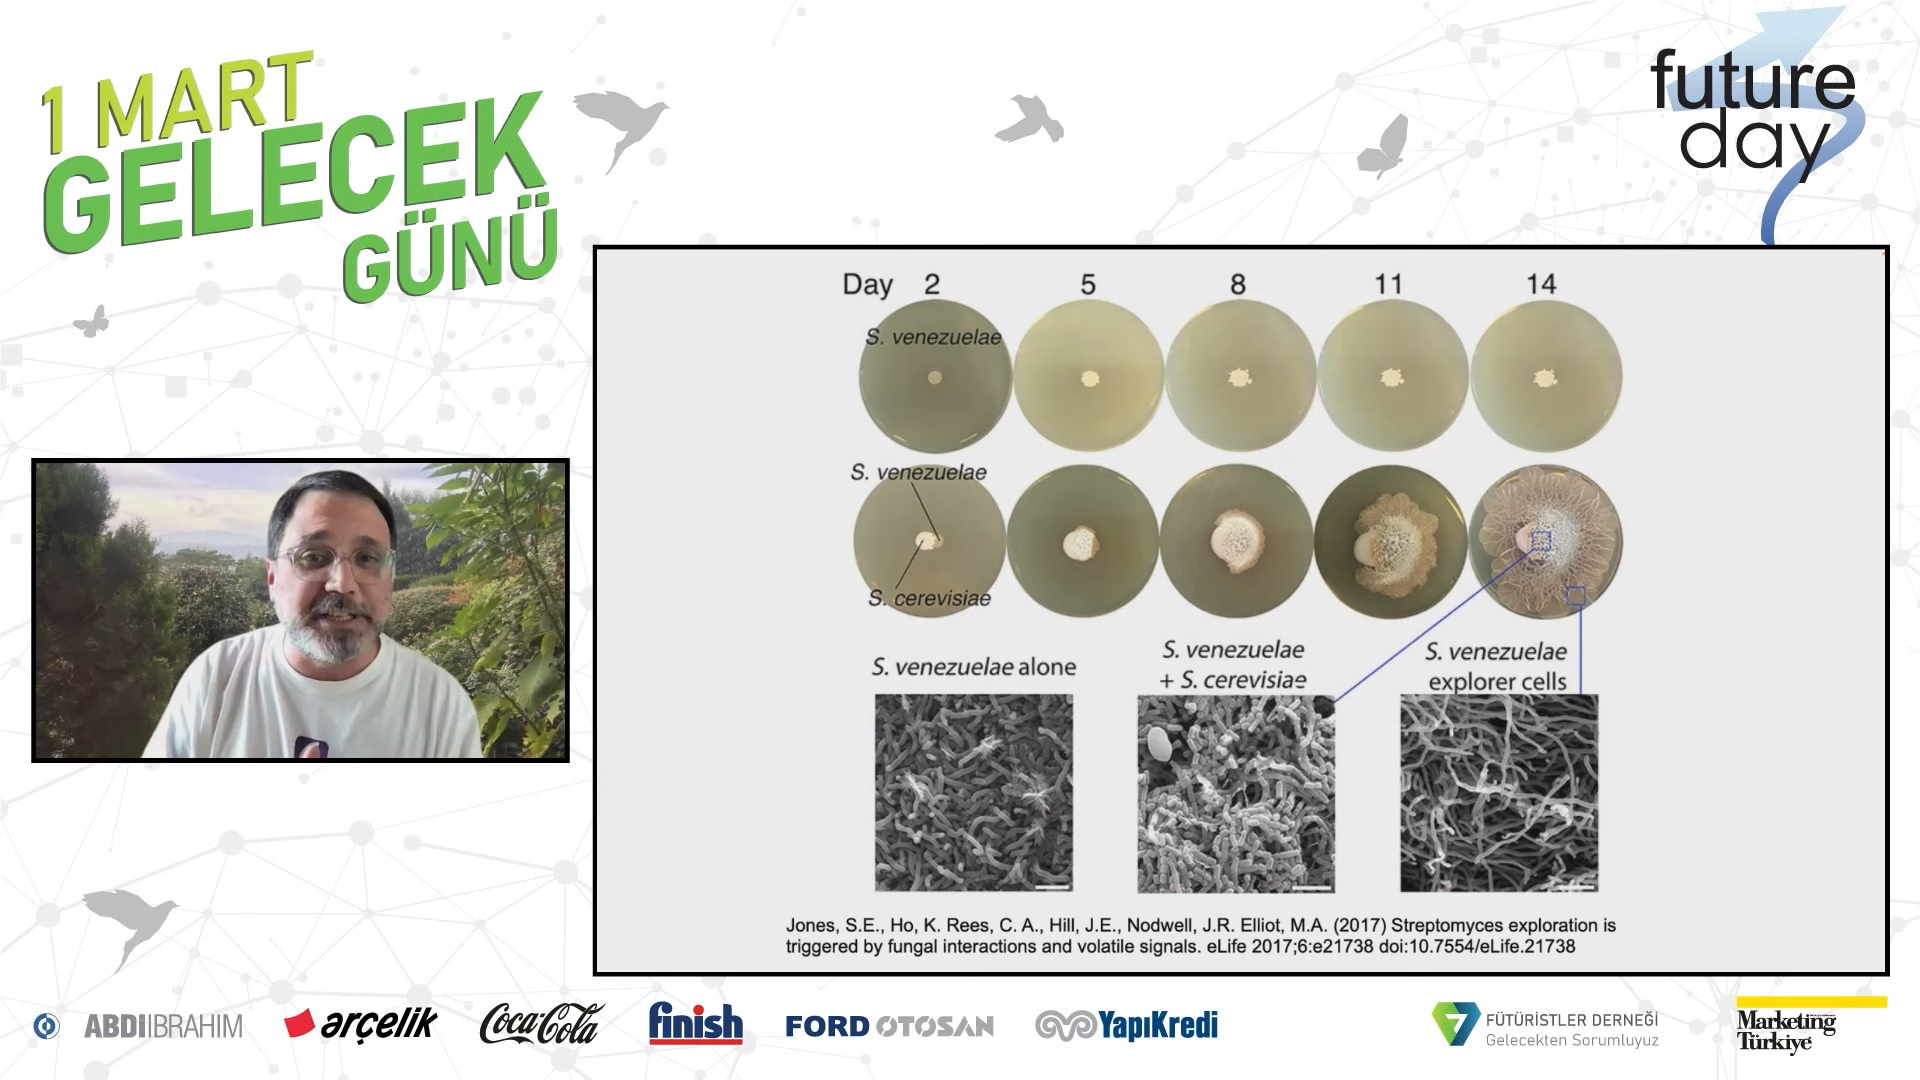 1 MART
GELECEK
GÜNÜ
future
day
Day 2 5 8 11 14
S. venezuelae
S. venezuelae
S. cerevisiae
S. venezuelae alone
S. venezuelae
+ S. cerevisiae
S. venezuelae
explorer cells
Jones, S.E., Ho, K. Rees, C. A., Hill, J.E., Nodwell, J.R. Elliot, M.A. (2017) Streptomyces exploration is
triggered by fungal interactions and volatile signals. eLife 2017;6:e21738 doi:10.7554/eLife.21738
ABDİİBRAHİM
arçelik
Coca-Cola
finish
FORD OTOSAN
YapıKredi
FÜTÜRİSTLER DERNEĞİ
Gelecekten Sorumluyuz
Marketing
Türkiye